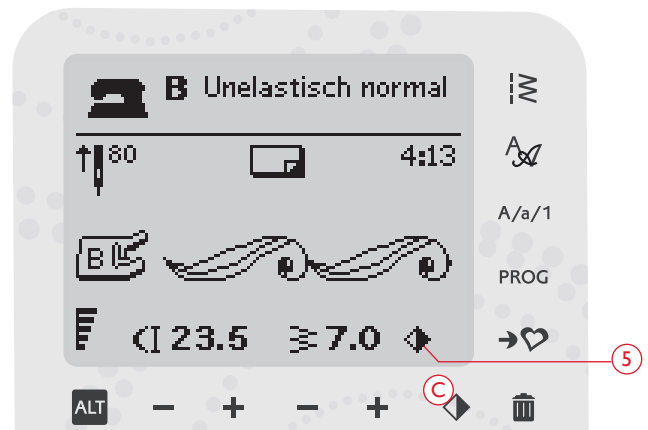 B Unelastisch normal
80 4:13
A/a/1
B
PROG
23.5 7.0
5
C
ALT − + − +